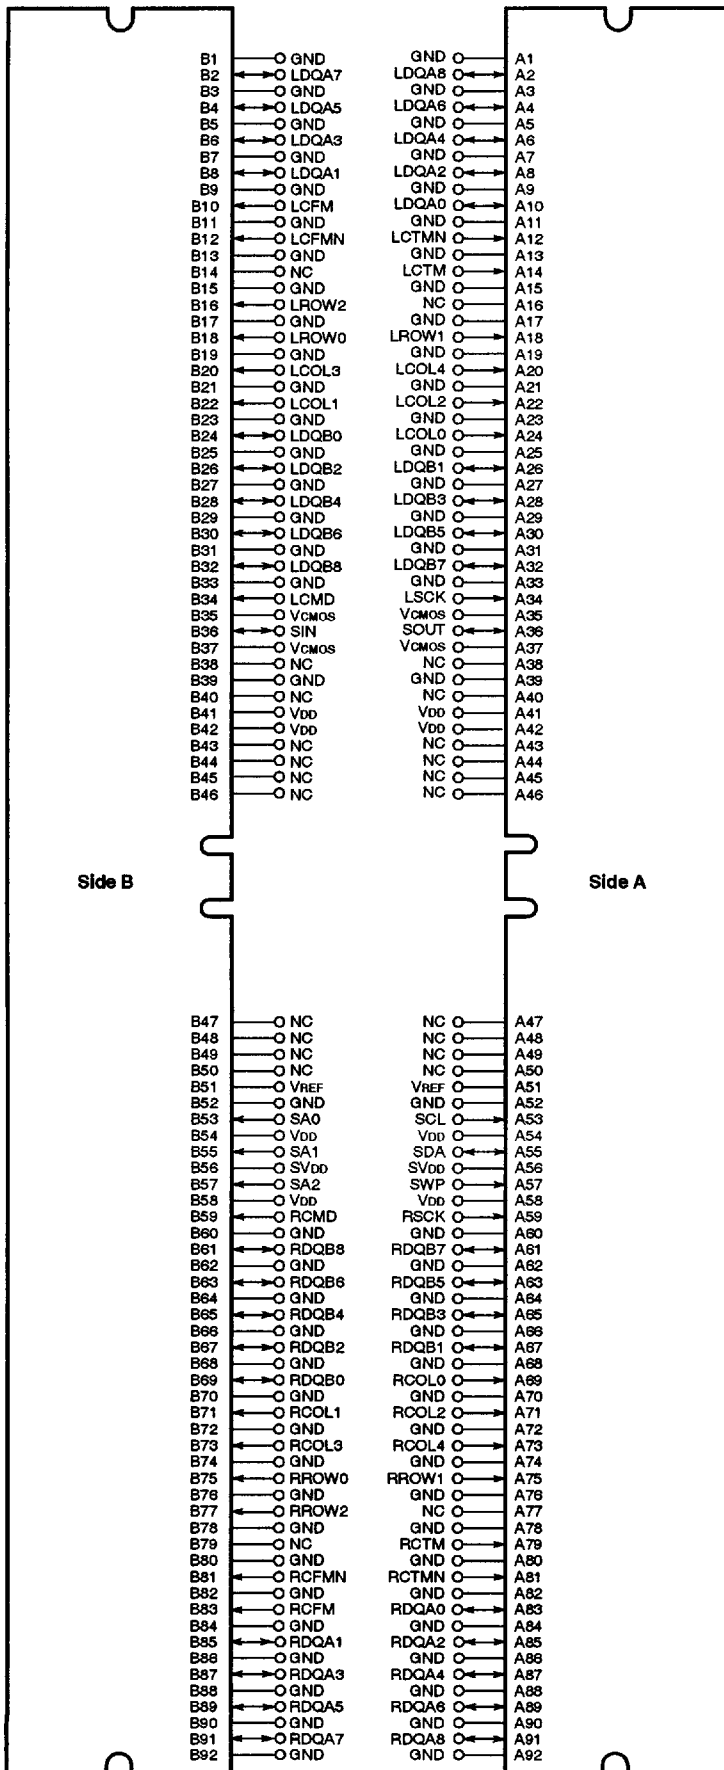 B1 GND GND A1
B2 LDQA7 LDQA8 A2
B3 GND GND A3
B4 LDQA5 LDQA6 A4
B5 GND GND A5
B6 LDQA3 LDQA4 A6
B7 GND GND A7
B8 LDQA1 LDQA2 A8
B9 GND GND A9
B10 LCFM LDQA0 A10
B11 GND GND A11
B12 LCFMN LCTMN A12
B13 GND GND A13
B14 NC LCTM A14
B15 GND GND A15
B16 LROW2 NC A16
B17 GND GND A17
B18 LROW0 LROW1 A18
B19 GND GND A19
B20 LCOL3 LCOL4 A20
B21 GND GND A21
B22 LCOL1 LCOL2 A22
B23 GND GND A23
B24 LDQB0 LCOL0 A24
B25 GND GND A25
B26 LDQB2 LDQB1 A26
B27 GND GND A27
B28 LDQB4 LDQB3 A28
B29 GND GND A29
B30 LDQB6 LDQB5 A30
B31 GND GND A31
B32 LDQB8 LDQB7 A32
B33 GND GND A33
B34 LCMD LSCK A34
B35 VCMOS VCMOS A35
B36 SIN SOUT A36
B37 VCMOS VCMOS A37
B38 NC NC A38
B39 GND GND A39
B40 NC NC A40
B41 VDD VDD A41
B42 VDD VDD A42
B43 NC NC A43
B44 NC NC A44
B45 NC NC A45
B46 NC NC A46
Side B Side A
B47 NC NC A47
B48 NC NC A48
B49 NC NC A49
B50 NC NC A50
B51 VREF VREF A51
B52 GND GND A52
B53 SA0 SCL A53
B54 VDD VDD A54
B55 SA1 SDA A55
B56 SVDD SVDD A56
B57 SA2 SWP A57
B58 VDD VDD A58
B59 RCMD RSCK A59
B60 GND GND A60
B61 RDQB8 RDQB7 A61
B62 GND GND A62
B63 RDQB6 RDQB5 A63
B64 GND GND A64
B65 RDQB4 RDQB3 A65
B66 GND GND A66
B67 RDQB2 RDQB1 A67
B68 GND GND A68
B69 RDQB0 RCOL0 A69
B70 GND GND A70
B71 RCOL1 RCOL2 A71
B72 GND GND A72
B73 RCOL3 RCOL4 A73
B74 GND GND A74
B75 RROW0 RROW1 A75
B76 GND GND A76
B77 RROW2 NC A77
B78 GND GND A78
B79 NC RCTM A79
B80 GND GND A80
B81 RCFMN RCTMN A81
B82 GND GND A82
B83 RCFM RDQA0 A83
B84 GND GND A84
B85 RDQA1 RDQA2 A85
B86 GND GND A86
B87 RDQA3 RDQA4 A87
B88 GND GND A88
B89 RDQA5 RDQA6 A89
B90 GND GND A90
B91 RDQA7 RDQA8 A91
B92 GND GND A92